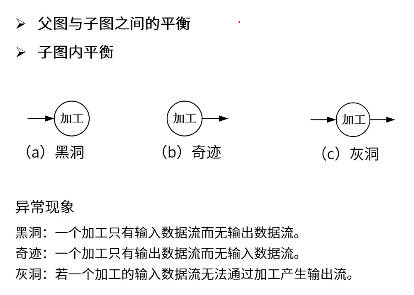 ➢ 父图与子图之间的平衡
➢ 子图内平衡
加工 加工 加工
(a) 黑洞 (b) 奇迹 (c) 灰洞
异常现象
黑洞：一个加工只有输入数据流而无输出数据流。
奇迹：一个加工只有输出数据流而无输入数据流。
灰洞：若一个加工的输入数据流无法通过加工产生输出流。